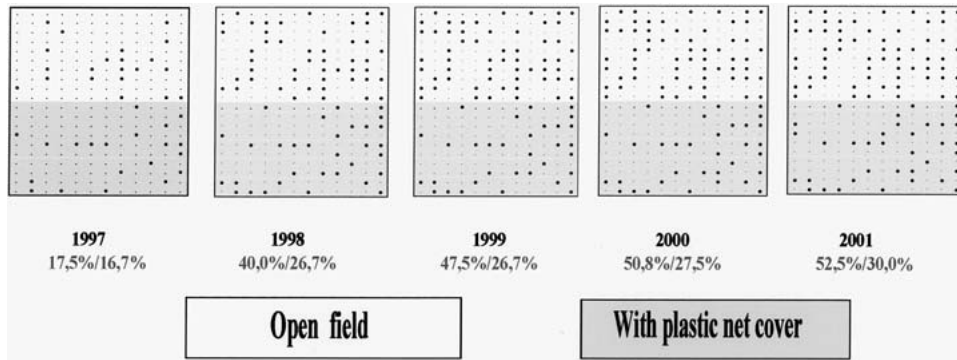 1997 1998 1999 2000 2001
17,5%/16,7% 40,0%/26,7% 47,5%/26,7% 50,8%/27,5% 52,5%/30,0%
Open field With plastic net cover